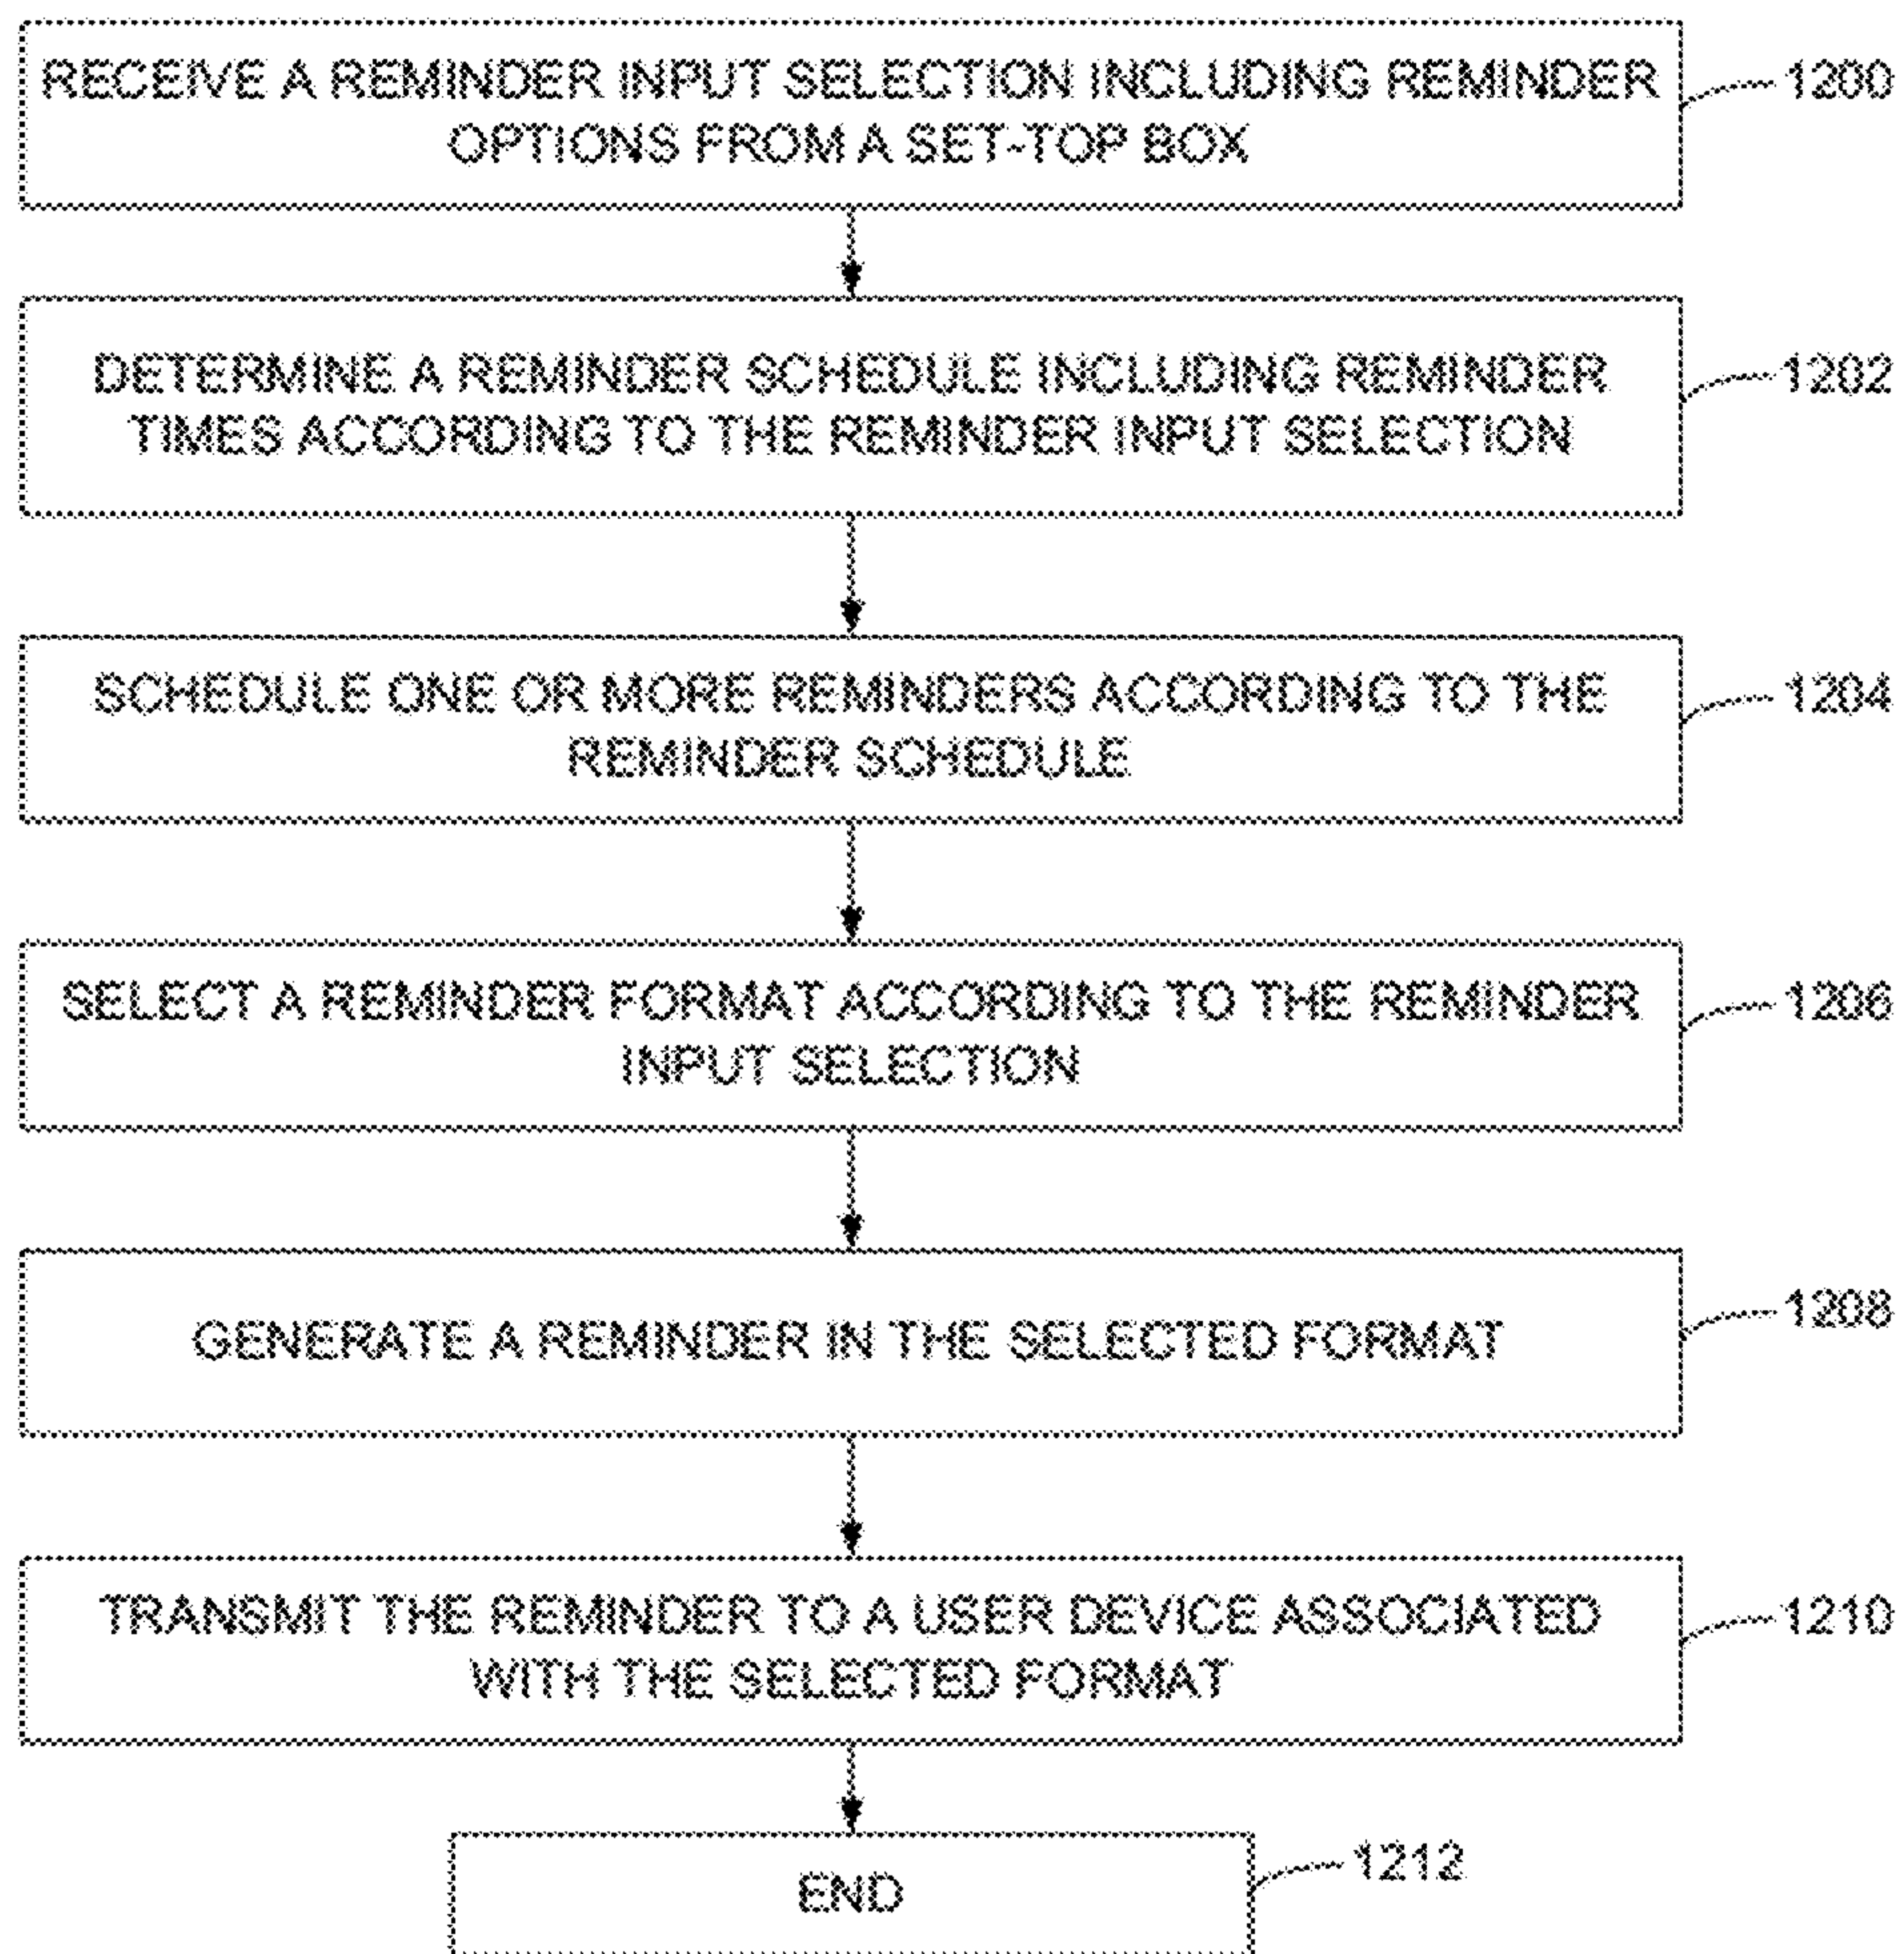 RECEIVE A REMINDER INPUT SELECTION INCLUDING REMINDER
OPTIONS FROM A SET-TOP BOX
1200
DETERMINE A REMINDER SCHEDULE INCLUDING REMINDER
TIMES ACCORDING TO THE REMINDER INPUT SELECTION
1202
SCHEDULE ONE OR MORE REMINDERS ACCORDING TO THE
REMINDER SCHEDULE
1204
SELECT A REMINDER FORMAT ACCORDING TO THE REMINDER
INPUT SELECTION
1206
GENERATE A REMINDER IN THE SELECTED FORMAT
1208
TRANSMIT THE REMINDER TO A USER DEVICE ASSOCIATED
WITH THE SELECTED FORMAT
1210
END
1212